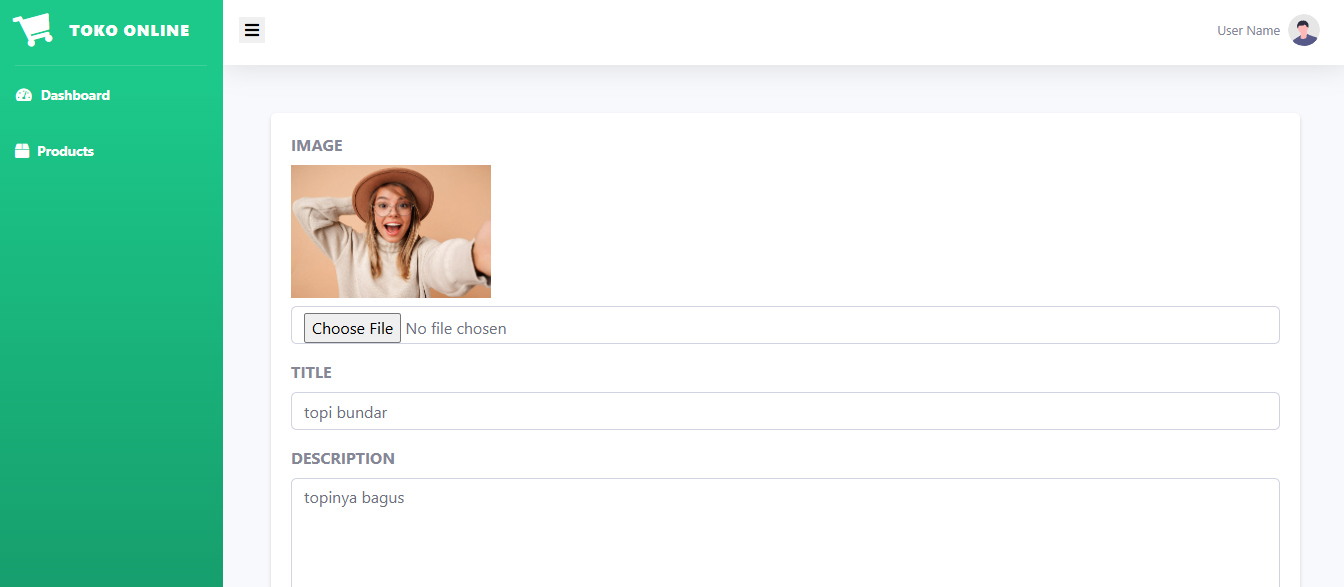 TOKO ONLINE
User Name
Dashboard
Products
IMAGE
Choose File No file chosen
TITLE
topi bundar
DESCRIPTION
topinya bagus